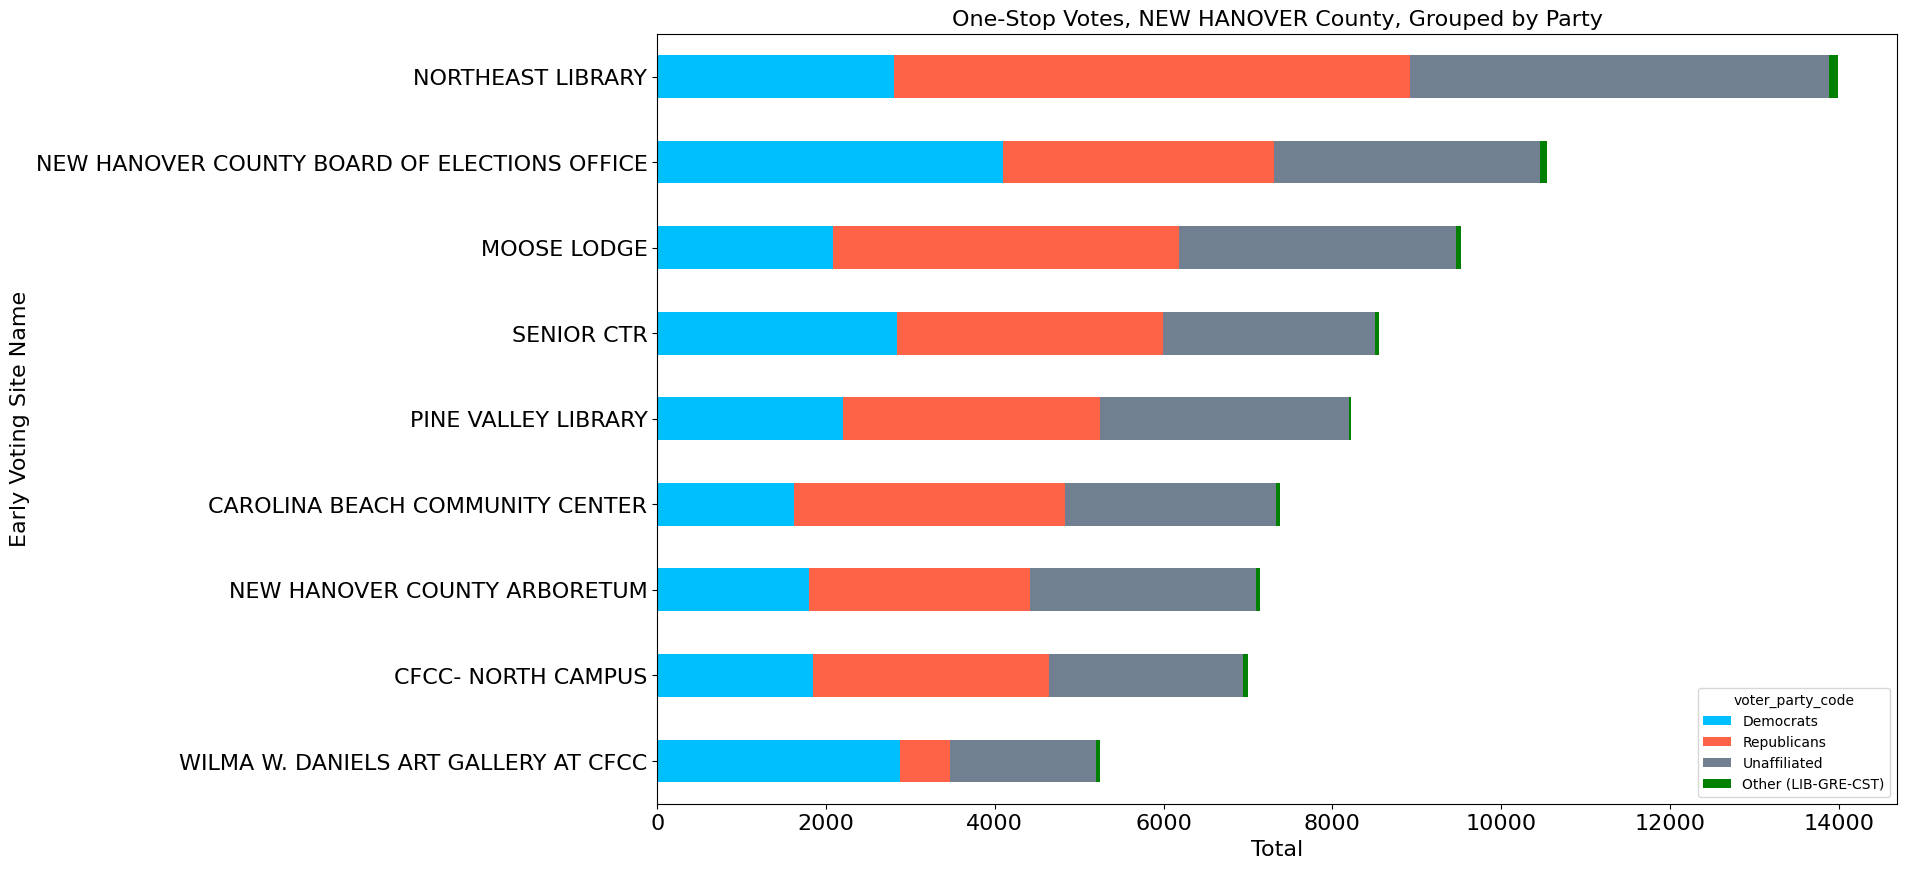 One-Stop Votes, NEW HANOVER County, Grouped by Party
Early Voting Site Name
NORTHEAST LIBRARY
NEW HANOVER COUNTY BOARD OF ELECTIONS OFFICE
MOOSE LODGE
SENIOR CTR
PINE VALLEY LIBRARY
CAROLINA BEACH COMMUNITY CENTER
NEW HANOVER COUNTY ARBORETUM
CFCC- NORTH CAMPUS
WILMA W. DANIELS ART GALLERY AT CFCC
voter_party_code
Democrats
Republicans
Unaffiliated
Other (LIB-GRE-CST)
0 2000 4000 6000 8000 10000 12000 14000
Total